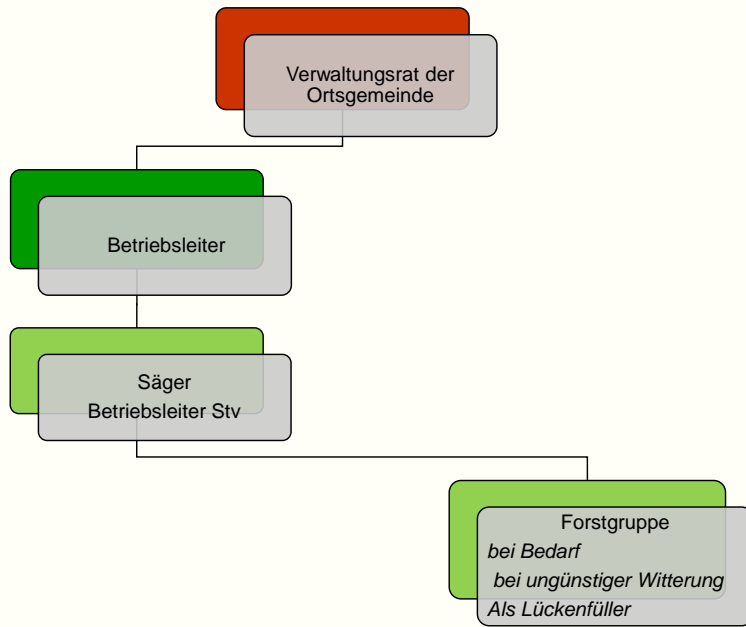 Verwaltungsrat der
Ortsgemeinde
Betriebsleiter
Säger
Betriebsleiter Stv
Forstgruppe
bei Bedarf
bei ungünstiger Witterung
Als Lückenfüller